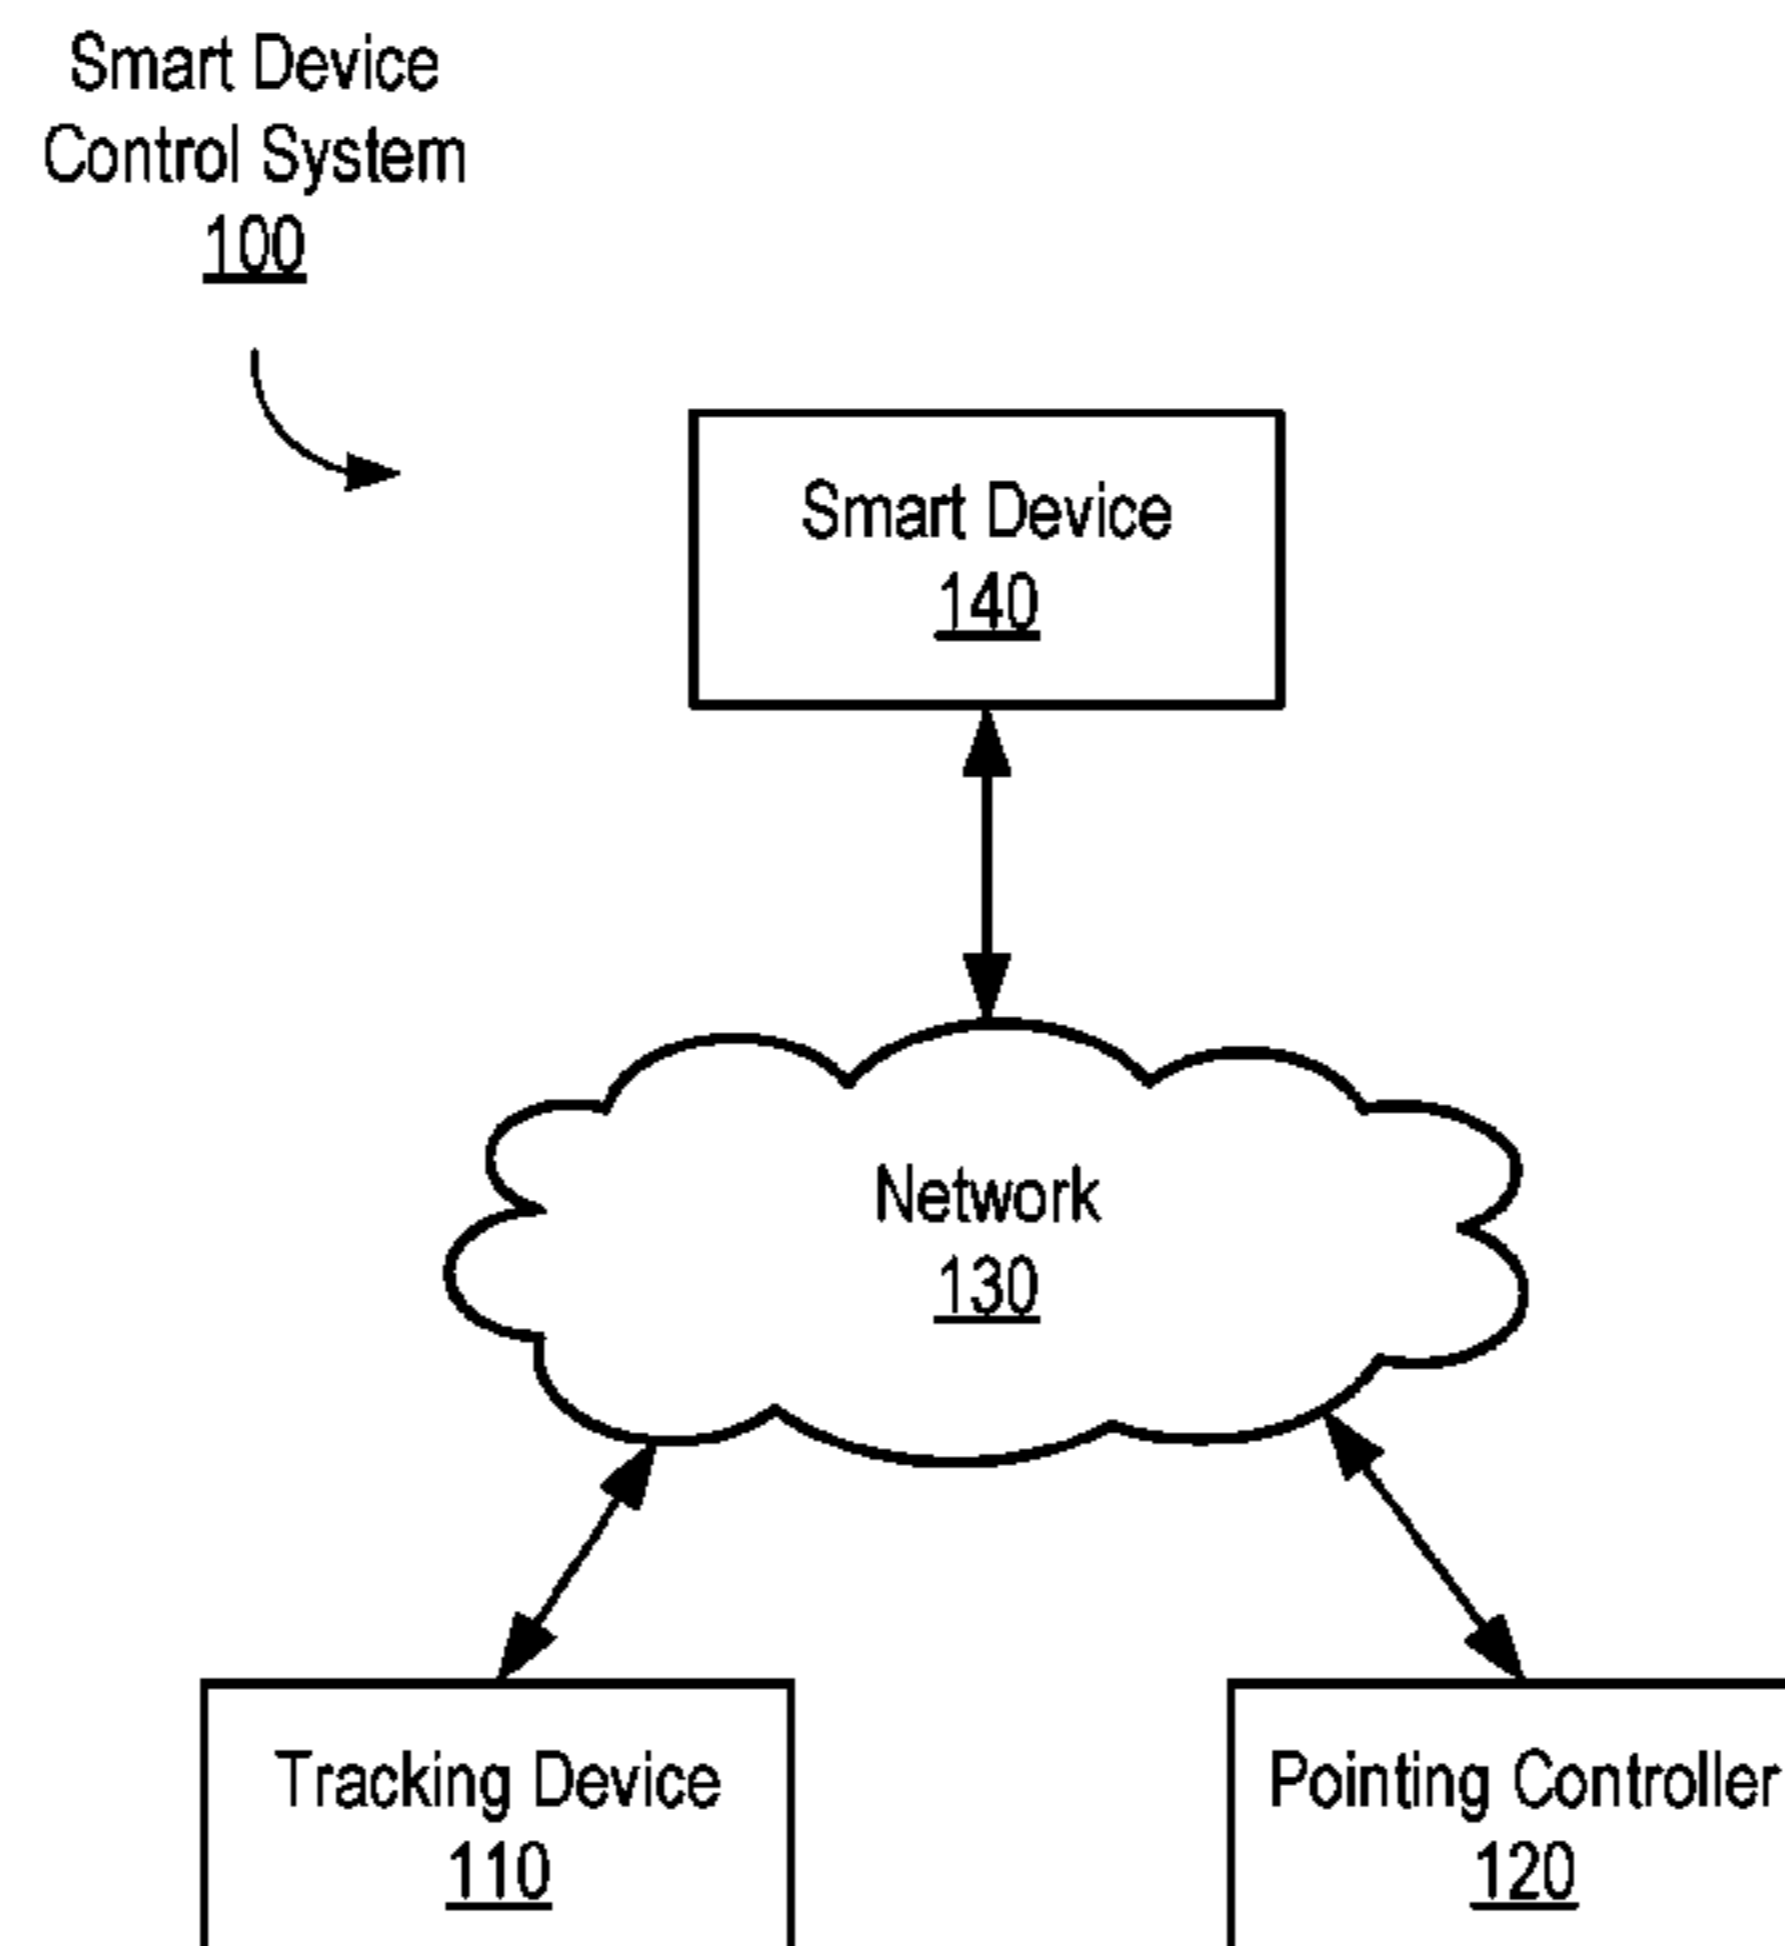 Smart Device
Control System
100
Smart Device
140
Network
130
Tracking Device
110
Pointing Controller
120